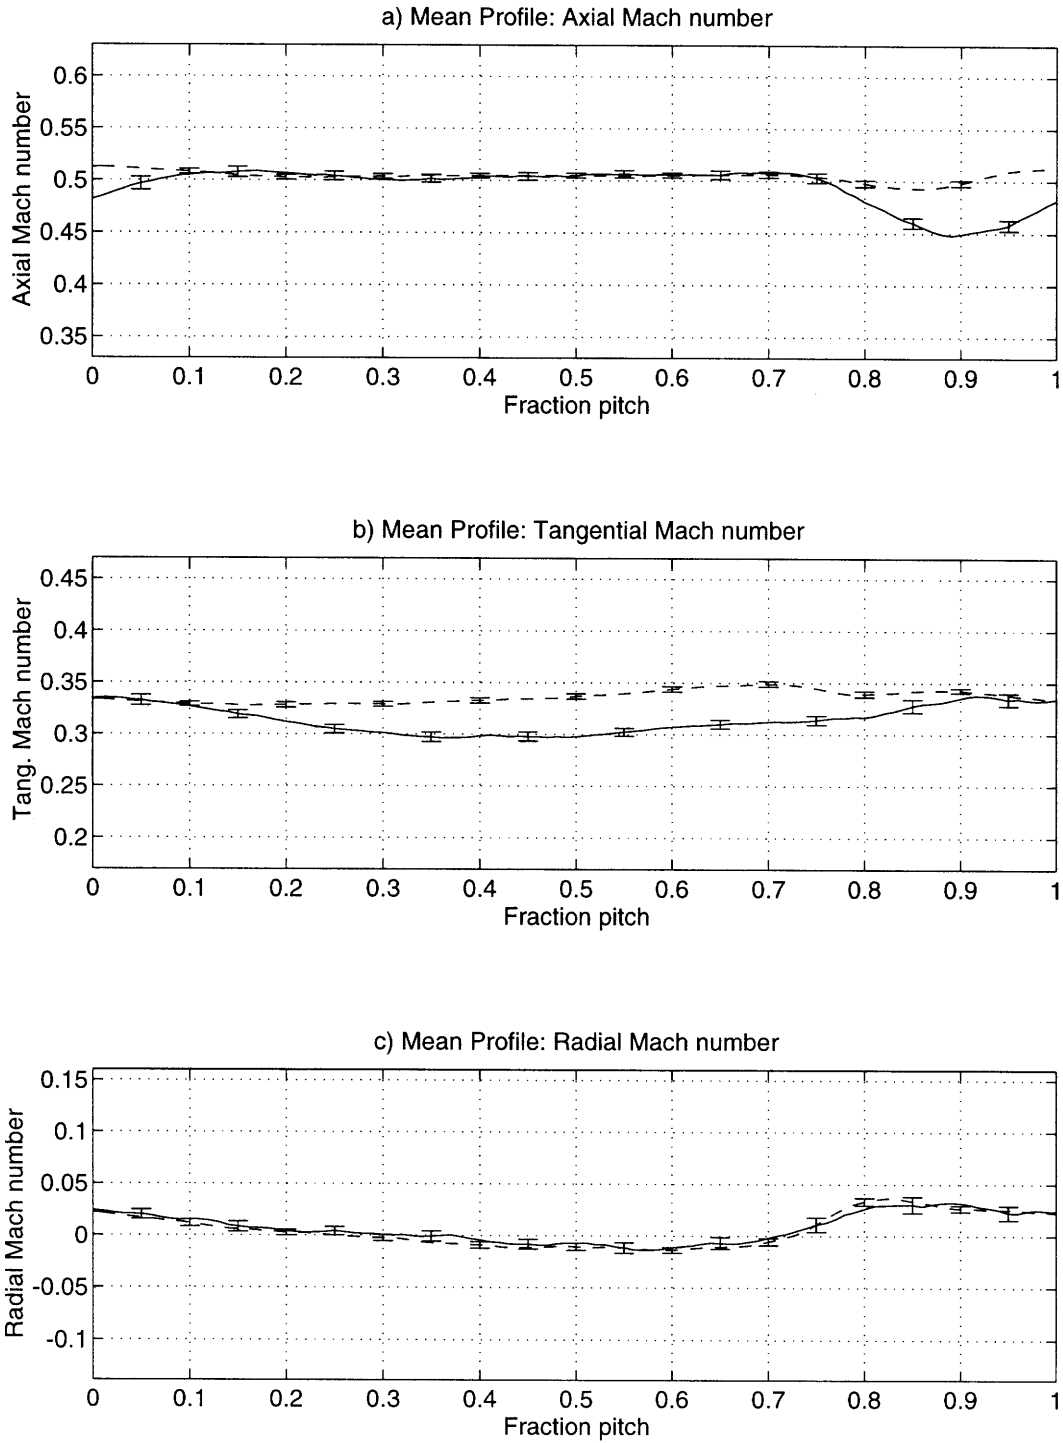 a) Mean Profile: Axial Mach number
0.6
0.55
0.5
0.45
0.4
0.35
Axial Mach number
0 0.1 0.2 0.3 0.4 0.5 0.6 0.7 0.8 0.9 1
Fraction pitch
b) Mean Profile: Tangential Mach number
0.45
0.4
0.35
0.3
0.25
0.2
Tang. Mach number
0 0.1 0.2 0.3 0.4 0.5 0.6 0.7 0.8 0.9 1
Fraction pitch
c) Mean Profile: Radial Mach number
0.15
0.1
0.05
0
-0.05
-0.1
Radial Mach number
0 0.1 0.2 0.3 0.4 0.5 0.6 0.7 0.8 0.9 1
Fraction pitch